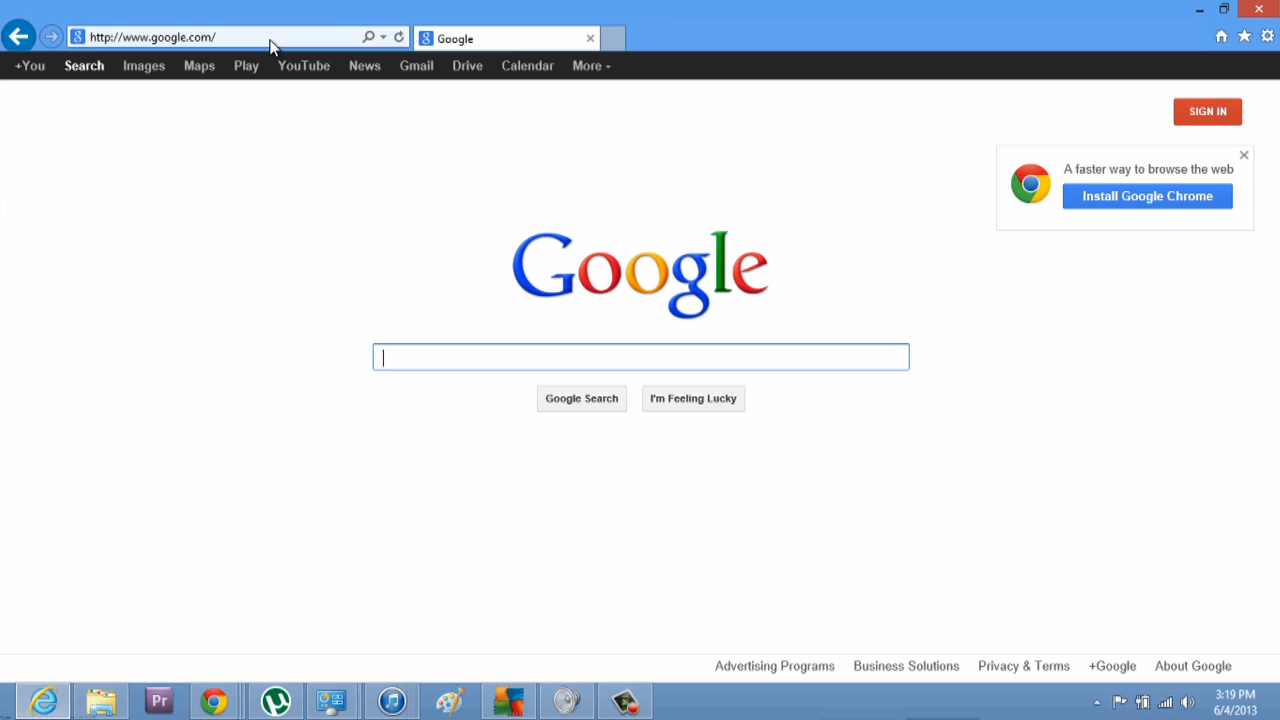 http://www.google.com/
Google
+You Search Images Maps Play YouTube News Gmail Drive Calendar More
SIGN IN
A faster way to browse the web
Install Google Chrome
Google
Google Search I'm Feeling Lucky
Advertising Programs Business Solutions Privacy & Terms +Google About Google
Pr
3:19 PM
6/4/2013